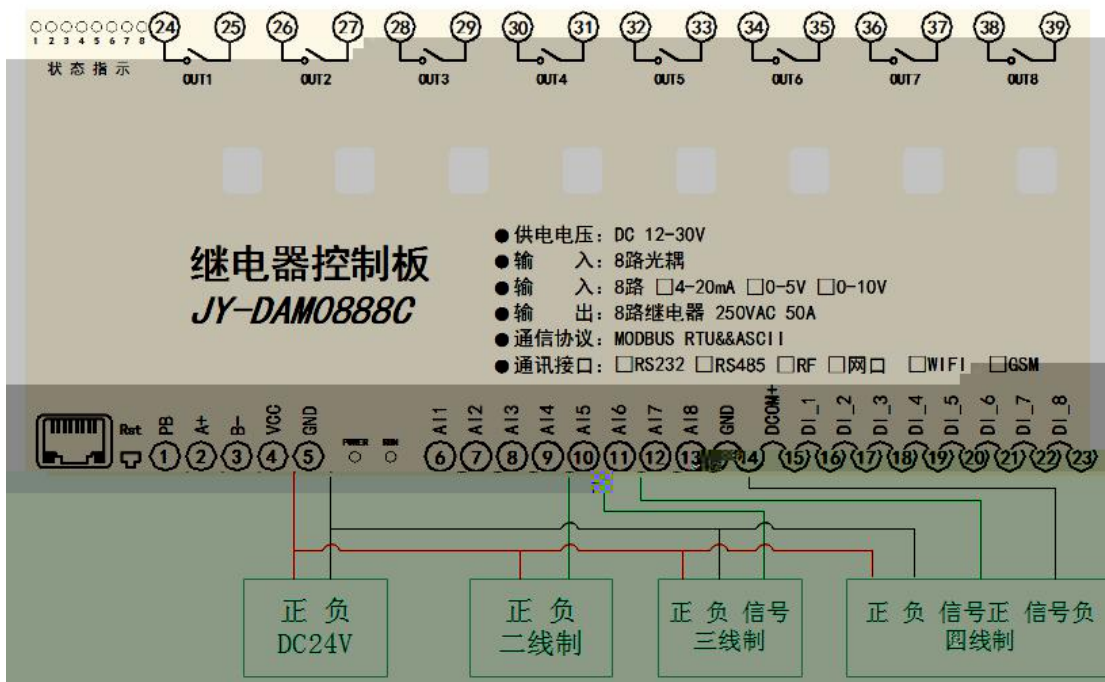 24 25 26 27 28 29 30 31 32 33 34 35 36 37 38 39
1 2 3 4 5 6 7 8
状态指示
OUT1 OUT2 OUT3 OUT4 OUT5 OUT6 OUT7 OUT8
继电器控制板
JY-DAM0888C
●供电电压: DC 12-30V
●输 入: 8路光耦
●输 入: 8路 □4-20mA □0-5V □0-10V
●输 出: 8路继电器 250VAC 50A
●通信协议: MODBUS RTU&&ASCII
●通讯接口: □RS232 □RS485 □RF □网口 □WIFI □GSM
Rst PB A+ B- VCC GND POWER RUN AI1 AI2 AI3 AI4 AI5 AI6 AI7 AI8 GND DCOM+ DI_1 DI_2 DI_3 DI_4 DI_5 DI_6 DI_7 DI_8
1 2 3 4 5 6 7 8 9 10 11 12 13 14 15 16 17 18 19 20 21 22 23
正 负 正 负 正 负 信号 正 负 信号正 信号负
DC24V 二线制 三线制 四线制